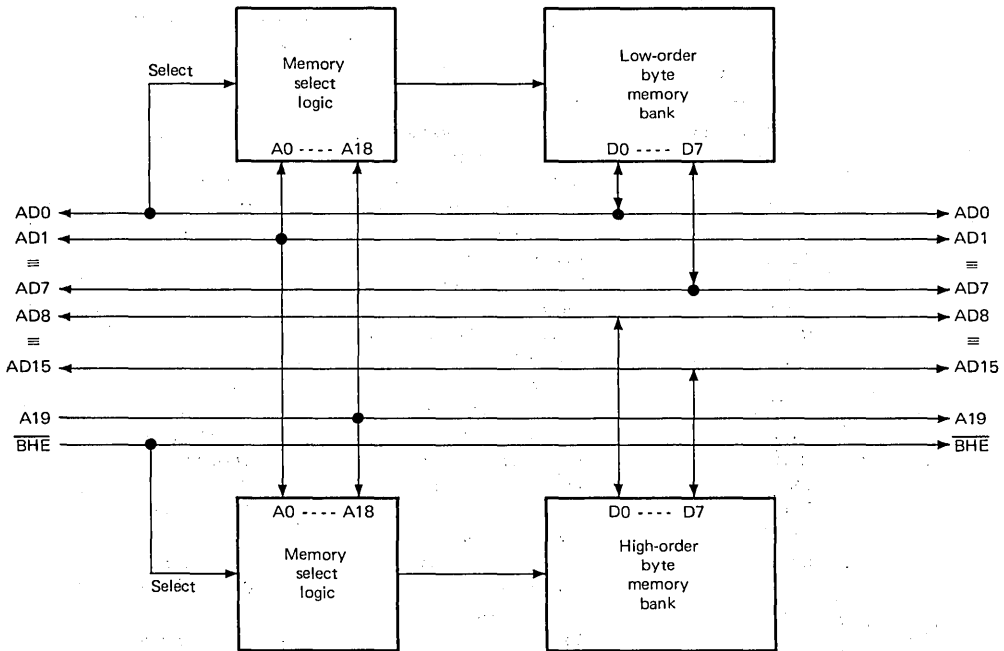 Select
Memory
select
logic
A0 ---- A18
Low-order
byte
memory
bank
D0 ----- D7
AD0
AD0
AD1
AD1
≡
≡
AD7
AD7
AD8
AD8
≡
≡
AD15
AD15
A19
A19
BHE
BHE
A0 ---- A18
Memory
select
logic
Select
D0 ----- D7
High-order
byte
memory
bank